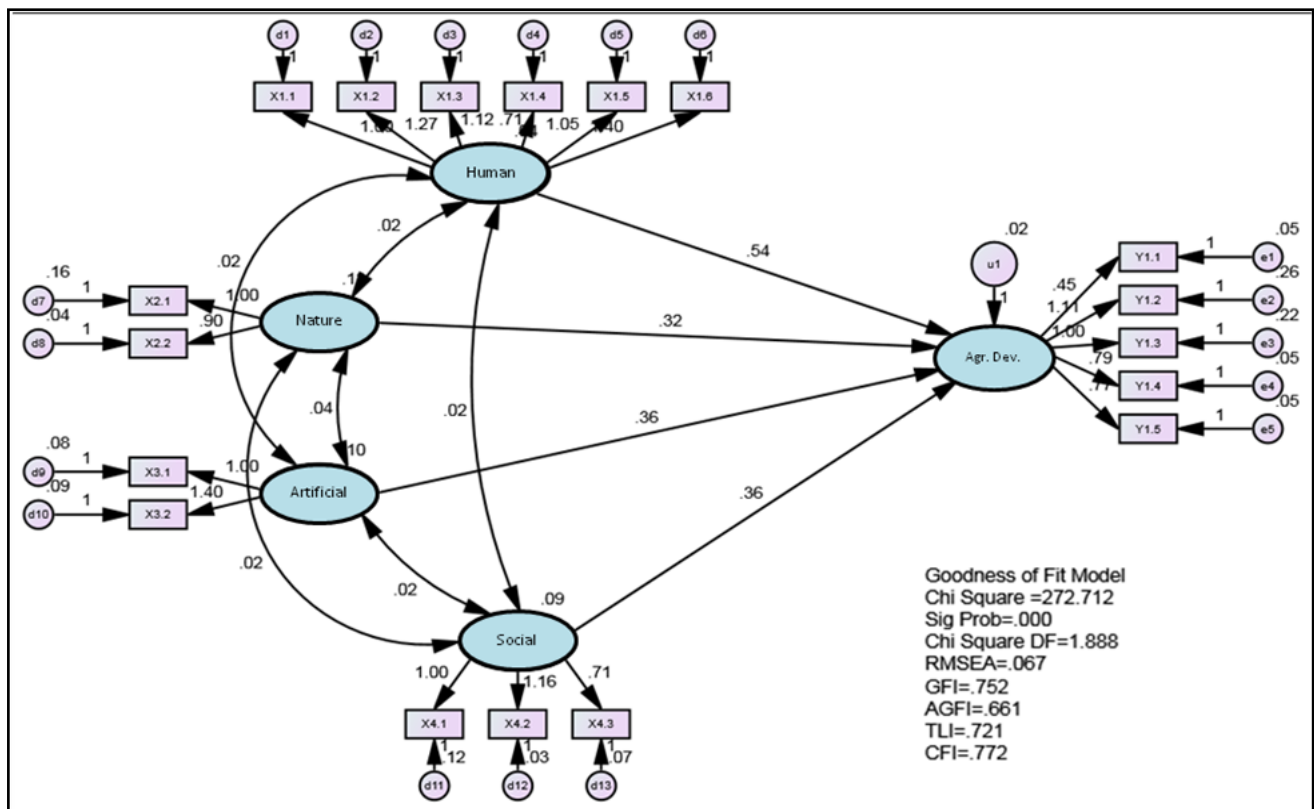 d1 d2 d3 d4 d5 d6
1 1 1 1 1 1
X1.1 X1.2 X1.3 X1.4 X1.5 X1.6
1.27 1.12 .71 1.05
Human
.02
.02
.54
.02
.05
u1
1
Y1.1 1 e1
.45
.26
1.11
Y1.2 1 e2
.22
1.00
Y1.3 1 e3
.05
.79
Y1.4 1 e4
.05
Y1.5 1 e5
Agr. Dev.
.16
d7 1 X2.1 1.00
.04
d8 1 X2.2 .90
Nature
.32
.04
.02
.36
.08
d9 1 X3.1 1.00
.09
d10 1 X3.2 1.40
10
Artificial
.36
.02
.02
.09
Social
1.00 1.16 .71
X4.1 X4.2 X4.3
1 1 1
.12 .03 .07
d11 d12 d13
Goodness of Fit Model
Chi Square =272.712
Sig Prob=.000
Chi Square DF=1.888
RMSEA=.067
GFI=.752
AGFI=.661
TLI=.721
CFI=.772